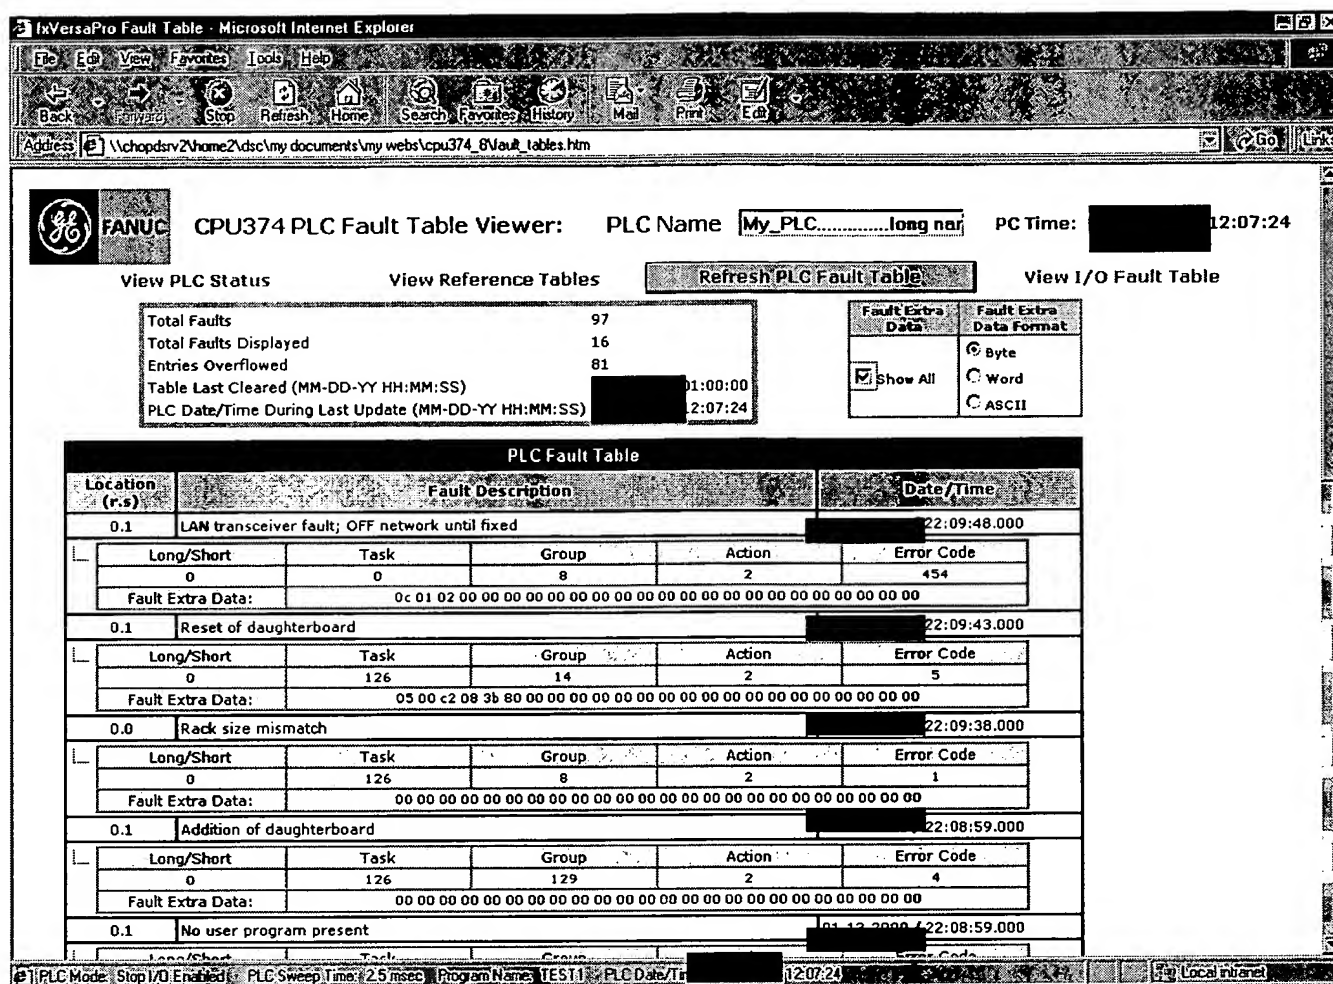 fxVersaPro Fault Table - Microsoft Internet Explorer
File Edit View Favorites Tools Help
Back Forward Stop Refresh Home Search Favorites History Mail Print Edit
Address \\chopdsrv2\home2\dsc\my documents\my webs\cpu374_8\fault_tables.htm Go Links
GE FANUC CPU374 PLC Fault Table Viewer: PLC Name My_PLC..............long nar PC Time: 12:07:24
View PLC Status View Reference Tables Refresh PLC Fault Table View I/O Fault Table
Total Faults 97
Total Faults Displayed 16
Entries Overflowed 81
Table Last Cleared (MM-DD-YY HH:MM:SS) 01:00:00
PLC Date/Time During Last Update (MM-DD-YY HH:MM:SS) 12:07:24
Fault Extra Data Fault Extra Data Format
Show All
Byte
Word
ASCII
PLC Fault Table
Location (r.s) Fault Description Date/Time
0.1 LAN transceiver fault; OFF network until fixed 22:09:48.000
Long/Short Task Group Action Error Code
0 0 8 2 454
Fault Extra Data: 0c 01 02 00 00 00 00 00 00 00 00 00 00 00 00 00 00 00 00 00 00 00 00 00
0.1 Reset of daughterboard 22:09:43.000
Long/Short Task Group Action Error Code
0 126 14 2 5
Fault Extra Data: 05 00 c2 08 3b 80 00 00 00 00 00 00 00 00 00 00 00 00 00 00 00 00 00 00
0.0 Rack size mismatch 22:09:38.000
Long/Short Task Group Action Error Code
0 126 8 2 1
Fault Extra Data: 00 00 00 00 00 00 00 00 00 00 00 00 00 00 00 00 00 00 00 00 00 00 00 00
0.1 Addition of daughterboard 22:08:59.000
Long/Short Task Group Action Error Code
0 126 129 2 4
Fault Extra Data: 00 00 00 00 00 00 00 00 00 00 00 00 00 00 00 00 00 00 00 00 00 00 00 00
0.1 No user program present 22:08:59.000
Long/Short Task Group Error Code
PLC Mode: Stop I/O Enabled PLC Sweep Time: 2.5 msec Program Name: TEST1 PLC Date/Tim 12:07:24 Local intranet